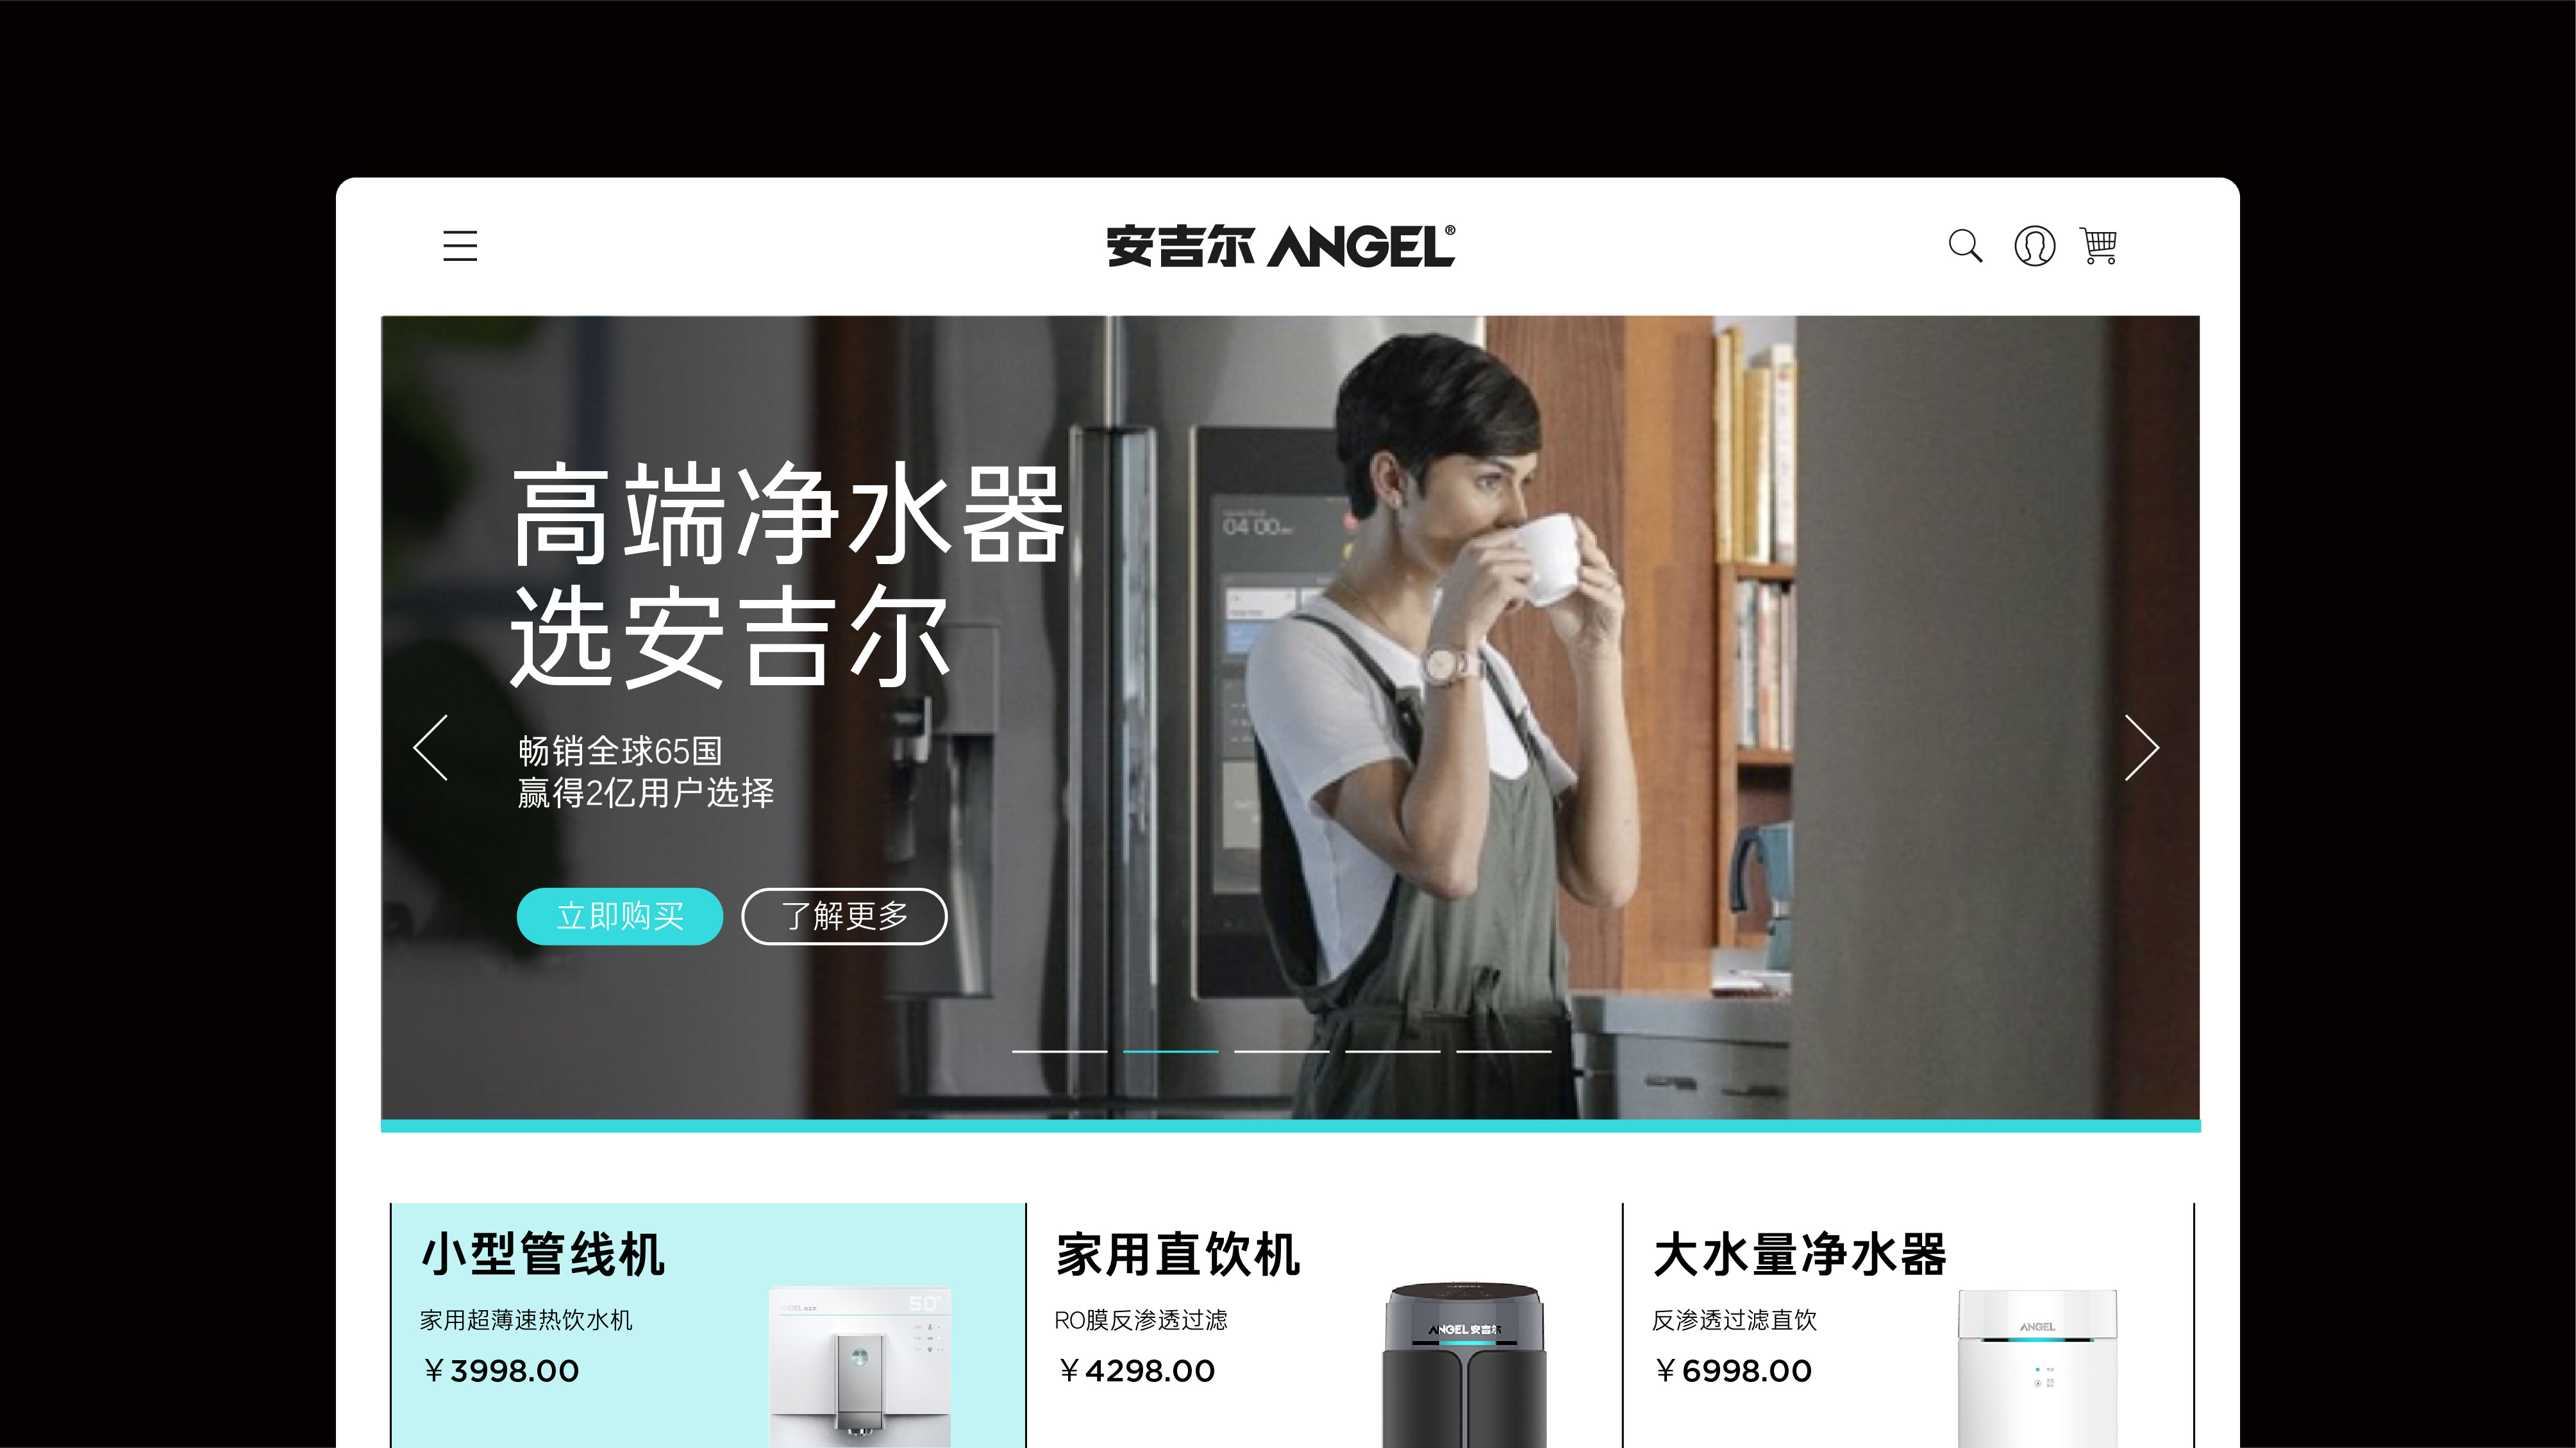 安吉尔 ANGEL®
高端净水器
选安吉尔
04 00
畅销全球65国
赢得2亿用户选择
立即购买
了解更多
小型管线机
家用超薄速热饮水机
￥3998.00
50°
家用直饮机
RO膜反渗透过滤
￥4298.00
ANGEL 安吉尔
大水量净水器
反渗透过滤直饮
￥6998.00
ANGEL